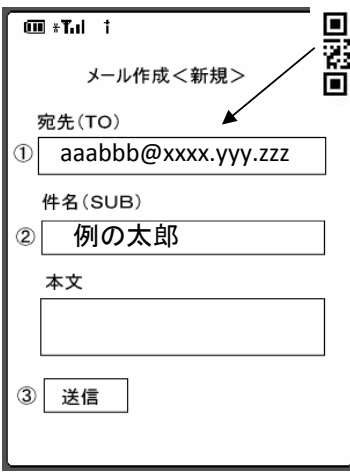 メール作成＜新規＞
宛先(TO)
① aaabbb@xxxx.yyy.zzz
件名(SUB)
② 例の太郎
本文
③ 送信